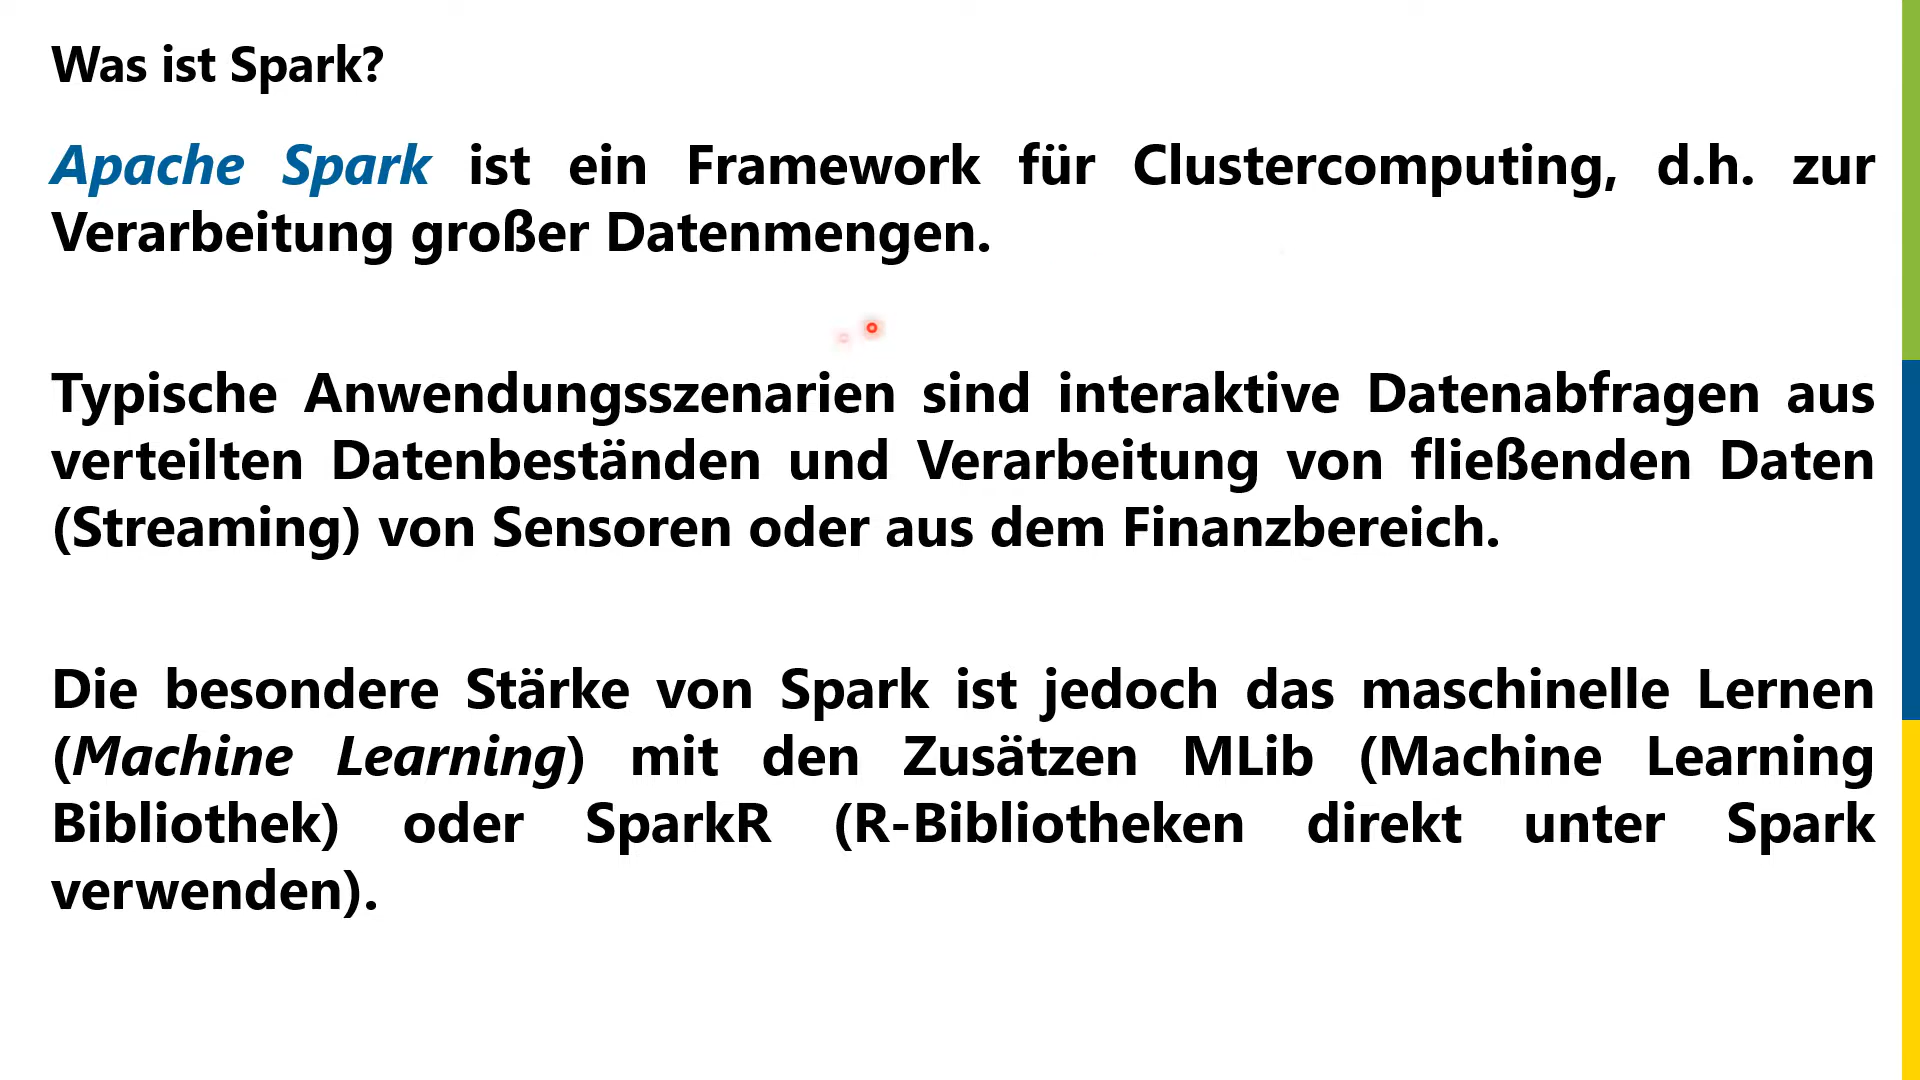 Was ist Spark?
Apache Spark ist ein Framework für Clustercomputing, d.h. zur
Verarbeitung großer Datenmengen.
Typische Anwendungsszenarien sind interaktive Datenabfragen aus
verteilten Datenbeständen und Verarbeitung von fließenden Daten
(Streaming) von Sensoren oder aus dem Finanzbereich.
Die besondere Stärke von Spark ist jedoch das maschinelle Lernen
(Machine Learning) mit den Zusätzen MLib (Machine Learning
Bibliothek) oder SparkR (R-Bibliotheken direkt unter Spark
verwenden).